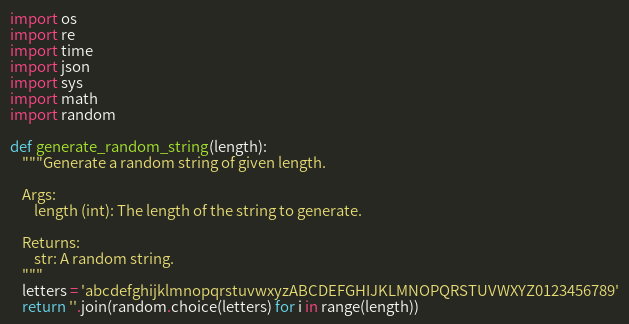 import os
import re
import time
import json
import sys
import math
import random

def generate_random_string(length):
    """Generate a random string of given length.

    Args:
        length (int): The length of the string to generate.

    Returns:
        str: A random string.
    """
    letters = 'abcdefghijklmnopqrstuvwxyzABCDEFGHIJKLMNOPQRSTUVWXYZ0123456789'
    return ''.join(random.choice(letters) for i in range(length))